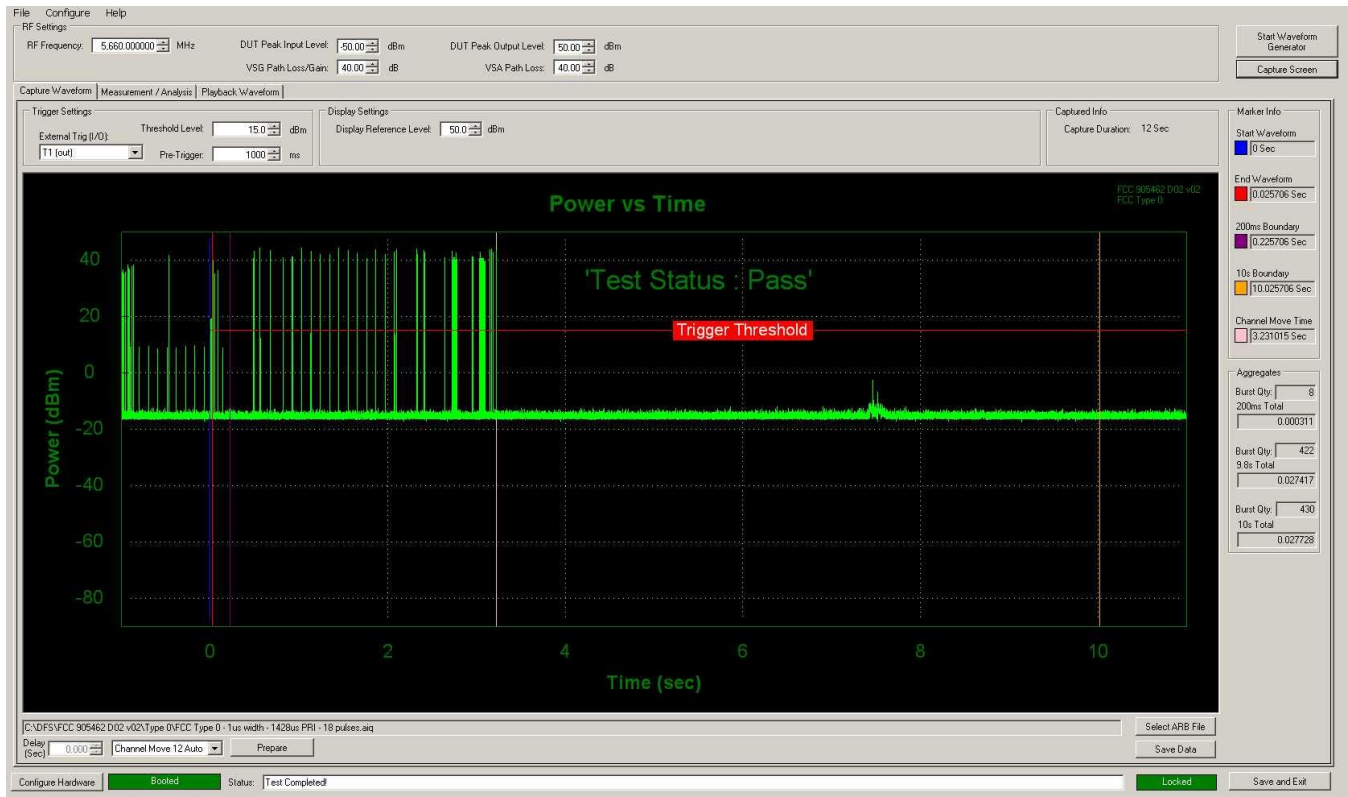 File Configure Help
RF Settings
RF Frequency: 5,660.000000 MHz
DUT Peak Input Level: -50.00 dBm
DUT Peak Output Level: 50.00 dBm
VSG Path Loss/Gain: 40.00 dB
VSA Path Loss: 40.00 dB
Start Waveform Generator
Capture Screen
Capture Waveform Measurement / Analysis Playback Waveform
Trigger Settings
External Trig (I/O):
T1 (out)
Threshold Level: 15.0 dBm
Pre-Trigger: 1000 ms
Display Settings
Display Reference Level: 50.0 dBm
Captured Info
Capture Duration: 12 Sec
Marker Info
Start Waveform
0 Sec
End Waveform
0.025706 Sec
200ms Boundary
0.225706 Sec
10s Boundary
10.025706 Sec
Channel Move Time
3.231015 Sec
Aggregates
Burst Qty: 8
200ms Total
0.000311
Burst Qty: 422
9.8s Total
0.027417
Burst Qty: 430
10s Total
0.027728
Power vs Time
FCC 905462 D02 v02
FCC Type 0
'Test Status : Pass'
Trigger Threshold
Power (dBm)
40
20
0
-20
-40
-60
-80
0 2 4 6 8 10
Time (sec)
C:\DFS\FCC 905462 D02 v02\Type 0\FCC Type 0 - 1us width - 1428us PRI - 18 pulses.aiq
Select ARB File
Delay (Sec) 0.000 Channel Move 12 Auto Prepare
Save Data
Configure Hardware Booted Status: Test Completed! Locked Save and Exit